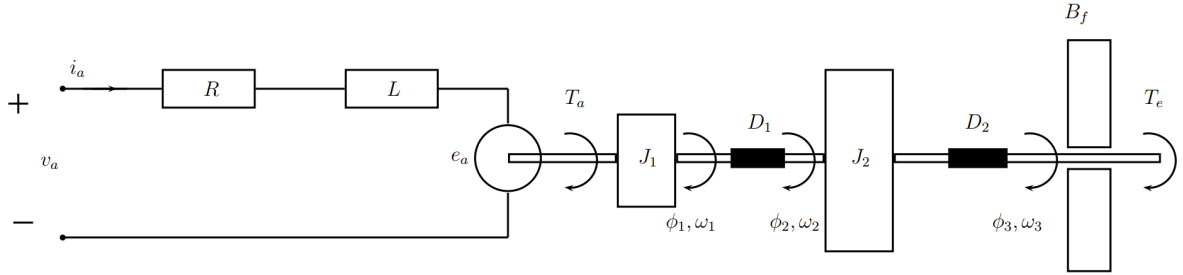 B_f
i_a
T_a
T_e
+
R
L
D_1
D_2
v_a
e_a
J_1
J_2
−
ϕ_1, ω_1
ϕ_2, ω_2
ϕ_3, ω_3